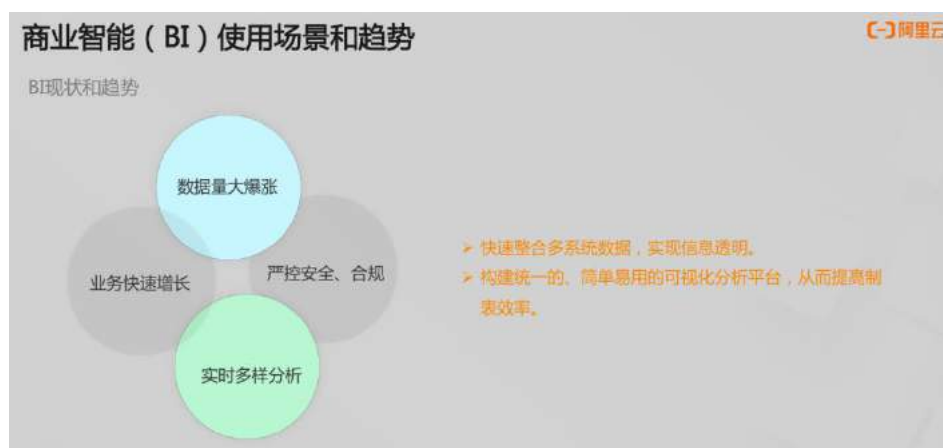 商业智能（BI）使用场景和趋势
阿里云
BI现状和趋势
数据量大爆涨
业务快速增长
严控安全、合规
实时多样分析
➢ 快速整合多系统数据，实现信息透明。
➢ 构建统一的、简单易用的可视化分析平台，从而提高制
表效率。